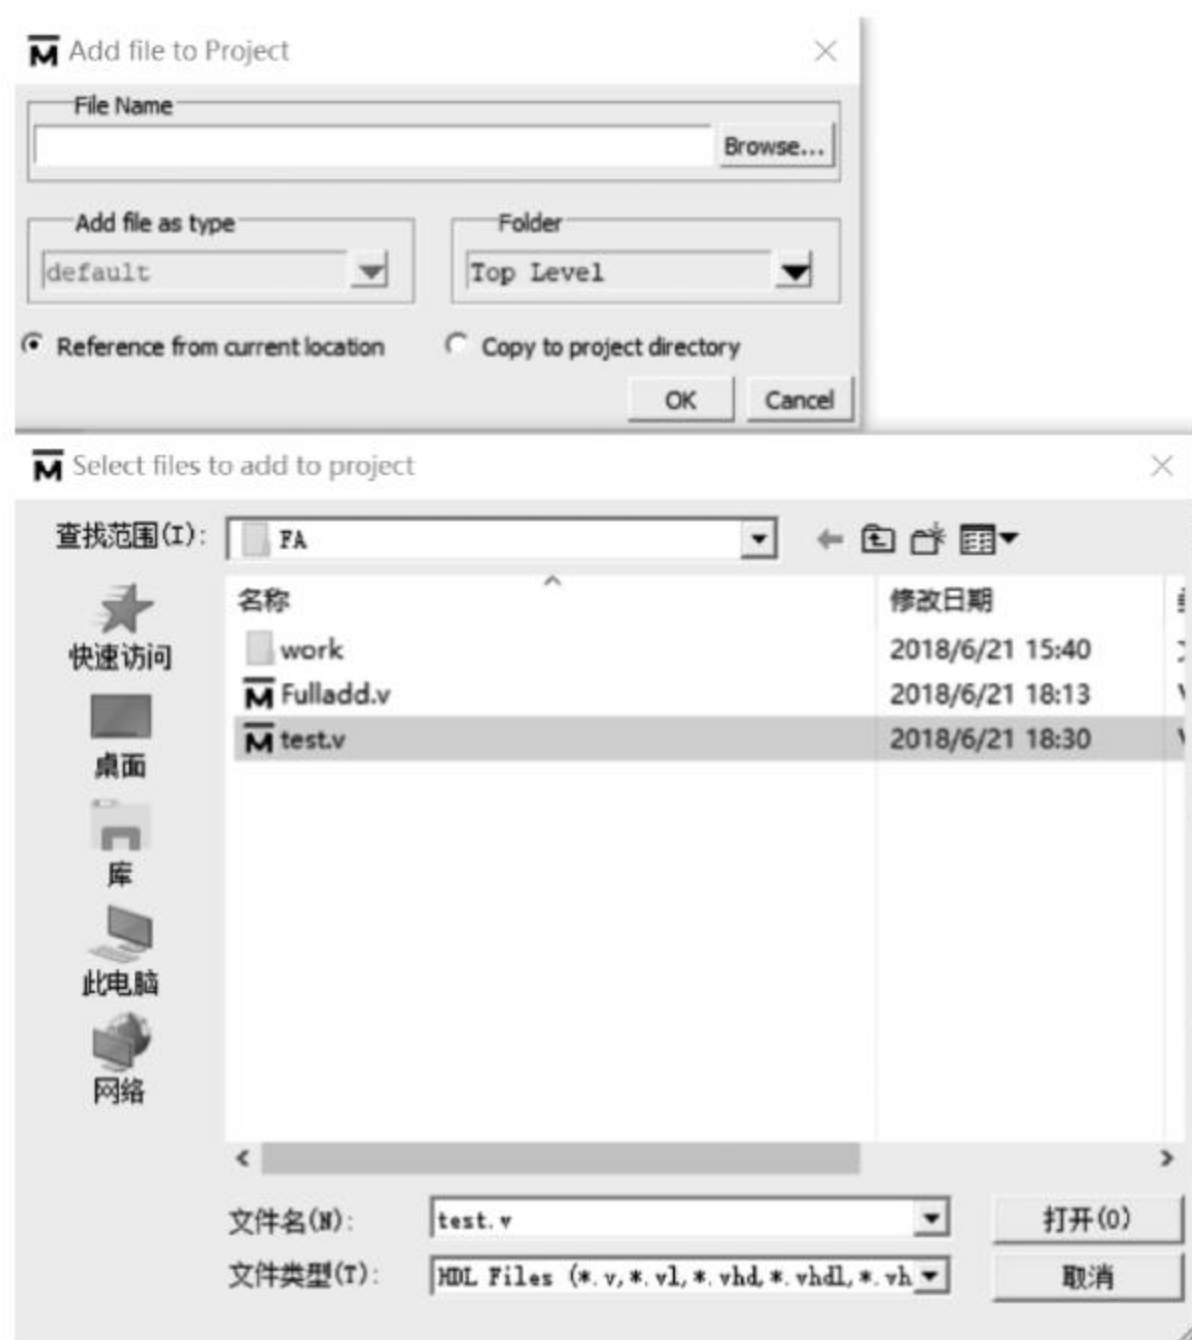 Add file to Project
File Name
Browse...
Add file as type
Folder
default
Top Level
Reference from current location
Copy to project directory
OK
Cancel
Select files to add to project
查找范围(I):
FA
名称
修改日期
快速访问
work
2018/6/21 15:40
Fulladd.v
2018/6/21 18:13
test.v
2018/6/21 18:30
桌面
库
此电脑
网络
文件名(N):
test.v
打开(O)
文件类型(T):
HDL Files (*.v,*.vl,*.vhd,*.vhdl,*.vh
取消